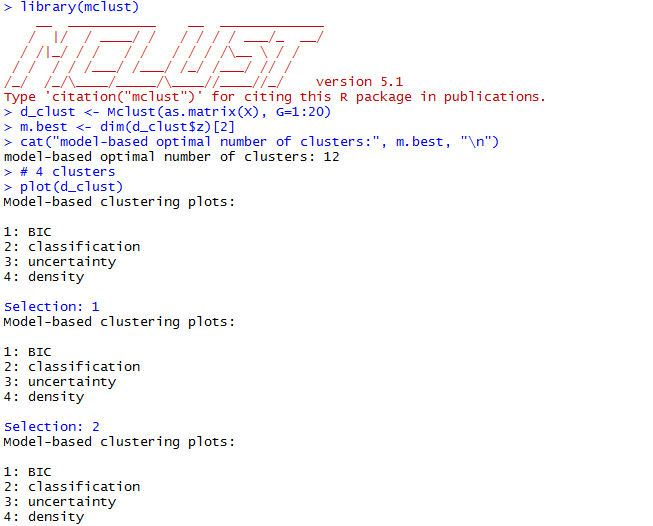 > library(mclust)
    __  ___________    __  _____________
   /  |/  / ____/ /   / / / / ___/_  __/
  / /|_/ / /   / /   / / / /\__ \ / /
 / /  / / /___/ /___/ /_/ /___/ // /
/_/  /_/\____/_____/\____//____//_/    version 5.1
Type 'citation("mclust")' for citing this R package in publications.
> d_clust <- Mclust(as.matrix(X), G=1:20)
> m.best <- dim(d_clust$z)[2]
> cat("model-based optimal number of clusters:", m.best, "\n")
model-based optimal number of clusters: 12
> # 4 clusters
> plot(d_clust)
Model-based clustering plots:

1: BIC
2: classification
3: uncertainty
4: density

Selection: 1
Model-based clustering plots:

1: BIC
2: classification
3: uncertainty
4: density

Selection: 2
Model-based clustering plots:

1: BIC
2: classification
3: uncertainty
4: density